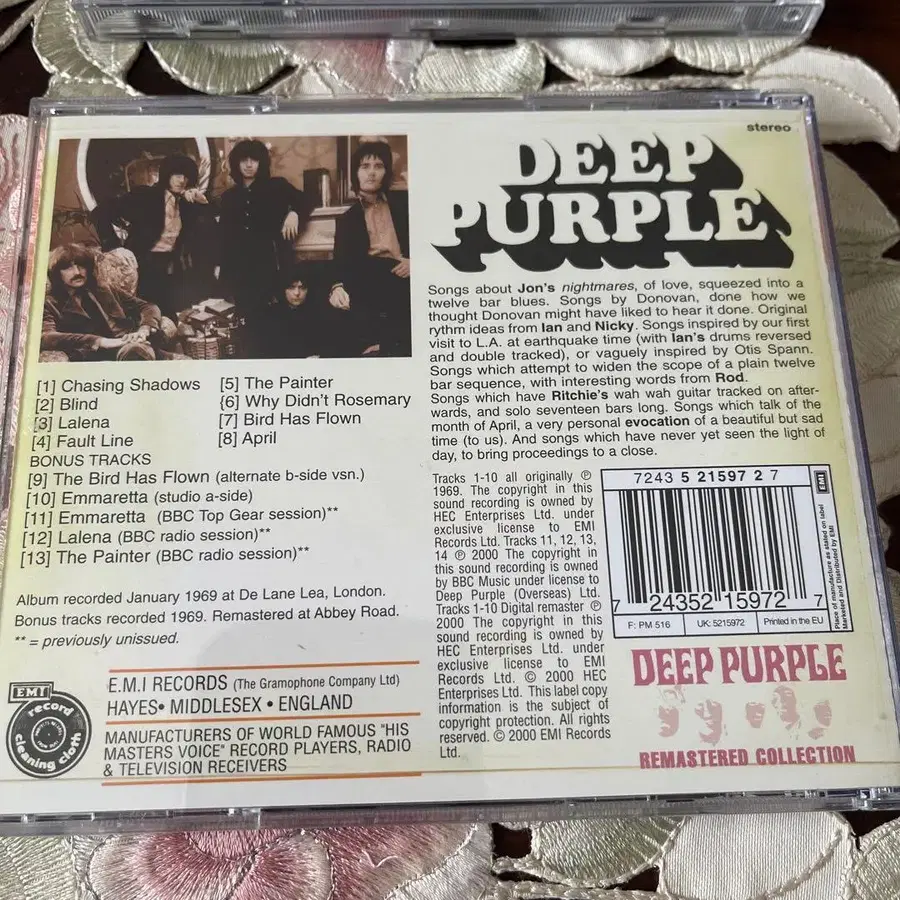 stereo
DEEP
PURPLE
Songs about Jon's nightmares, of love, squeezed into a
twelve bar blues. Songs by Donovan, done how we
thought Donovan might have liked to hear it done. Original
rythm ideas from Ian and Nicky. Songs inspired by our first
visit to L.A. at earthquake time (with Ian's drums reversed
and double tracked), or vaguely inspired by Otis Spann.
Songs which attempt to widen the scope of a plain twelve
bar sequence, with interesting words from Rod.
Songs which have Ritchie's wah wah guitar tracked on after-
wards, and solo seventeen bars long. Songs which talk of the
month of April, a very personal evocation of a beautiful but sad
time (to us). And songs which have never yet seen the light of
day, to bring proceedings to a close.
[1] Chasing Shadows
[2] Blind
[3] Lalena
[4] Fault Line
[5] The Painter
{6] Why Didn't Rosemary
[7] Bird Has Flown
[8] April
BONUS TRACKS
[9] The Bird Has Flown (alternate b-side vsn.)
[10] Emmaretta (studio a-side)
[11] Emmaretta (BBC Top Gear session)**
[12] Lalena (BBC radio session)**
[13] The Painter (BBC radio session)**
Album recorded January 1969 at De Lane Lea, London.
Bonus tracks recorded 1969. Remastered at Abbey Road.
** = previously unissued.
Tracks 1-10 all originally ℗
1969. The copyright in this
sound recording is owned by
HEC Enterprises Ltd. under
exclusive license to EMI
Records Ltd. Tracks 11, 12, 13,
14 ℗ 2000 The copyright in
this sound recording is owned
by BBC Music under license to
Deep Purple (Overseas) Ltd.
Tracks 1-10 Digital remaster ℗
2000 The copyright in this
sound recording is owned by
HEC Enterprises Ltd. under
exclusive license to EMI
Records Ltd. © 2000 HEC
Enterprises Ltd. This label copy
information is the subject of
copyright protection. All rights
reserved. © 2000 EMI Records
Ltd.
7243 5 21597 2 7
7 24352 15972 7
F: PM 516
UK: 5215972
Printed in the EU
EMI
Place of manufacture as stated on label
Marketed and Distributed by EMI
DEEP PURPLE
REMASTERED COLLECTION
EMI
record
cleaning cloth
E.M.I RECORDS (The Gramophone Company Ltd)
HAYES• MIDDLESEX • ENGLAND
MANUFACTURERS OF WORLD FAMOUS "HIS
MASTERS VOICE" RECORD PLAYERS, RADIO
& TELEVISION RECEIVERS